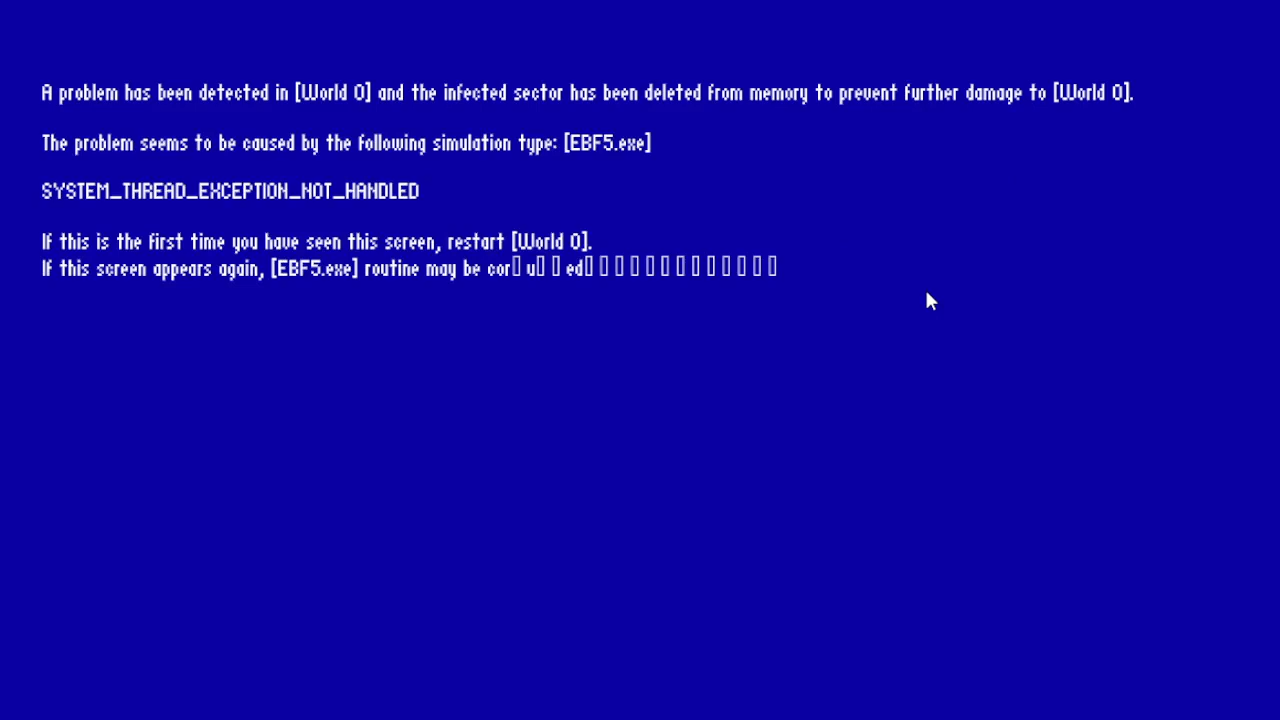 A problem has been detected in [World 0] and the infected sector has been deleted from memory to prevent further damage to [World 0].
The problem seems to be caused by the following simulation type: [EBF5.exe]
SYSTEM_THREAD_EXCEPTION_NOT_HANDLED
If this is the first time you have seen this screen, restart [World 0].
If this screen appears again, [EBF5.exe] routine may be cor▯u▯▯ed▯▯▯▯▯▯▯▯▯▯▯▯▯